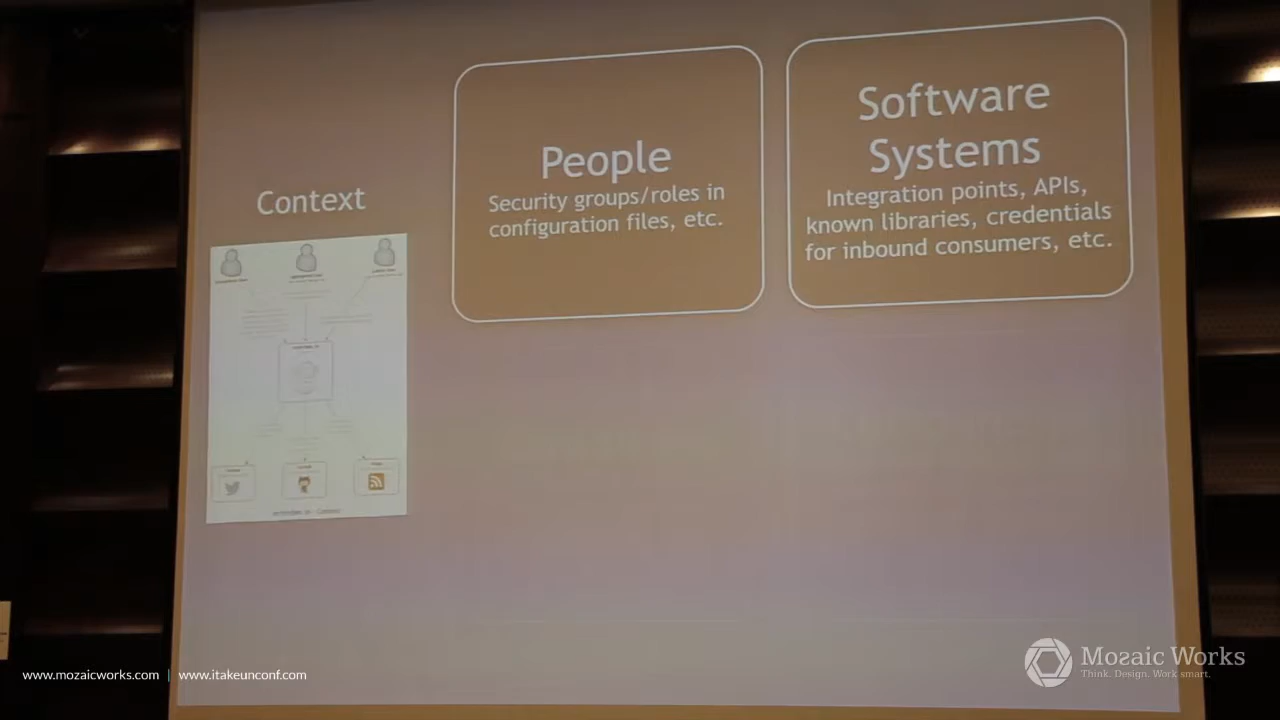 Context
People
Security groups/roles in
configuration files, etc.
Software
Systems
Integration points, APIs,
known libraries, credentials
for inbound consumers, etc.
www.mozaicworks.com | www.itakeunconf.com
Mozaic Works
Think. Design. Work smart.